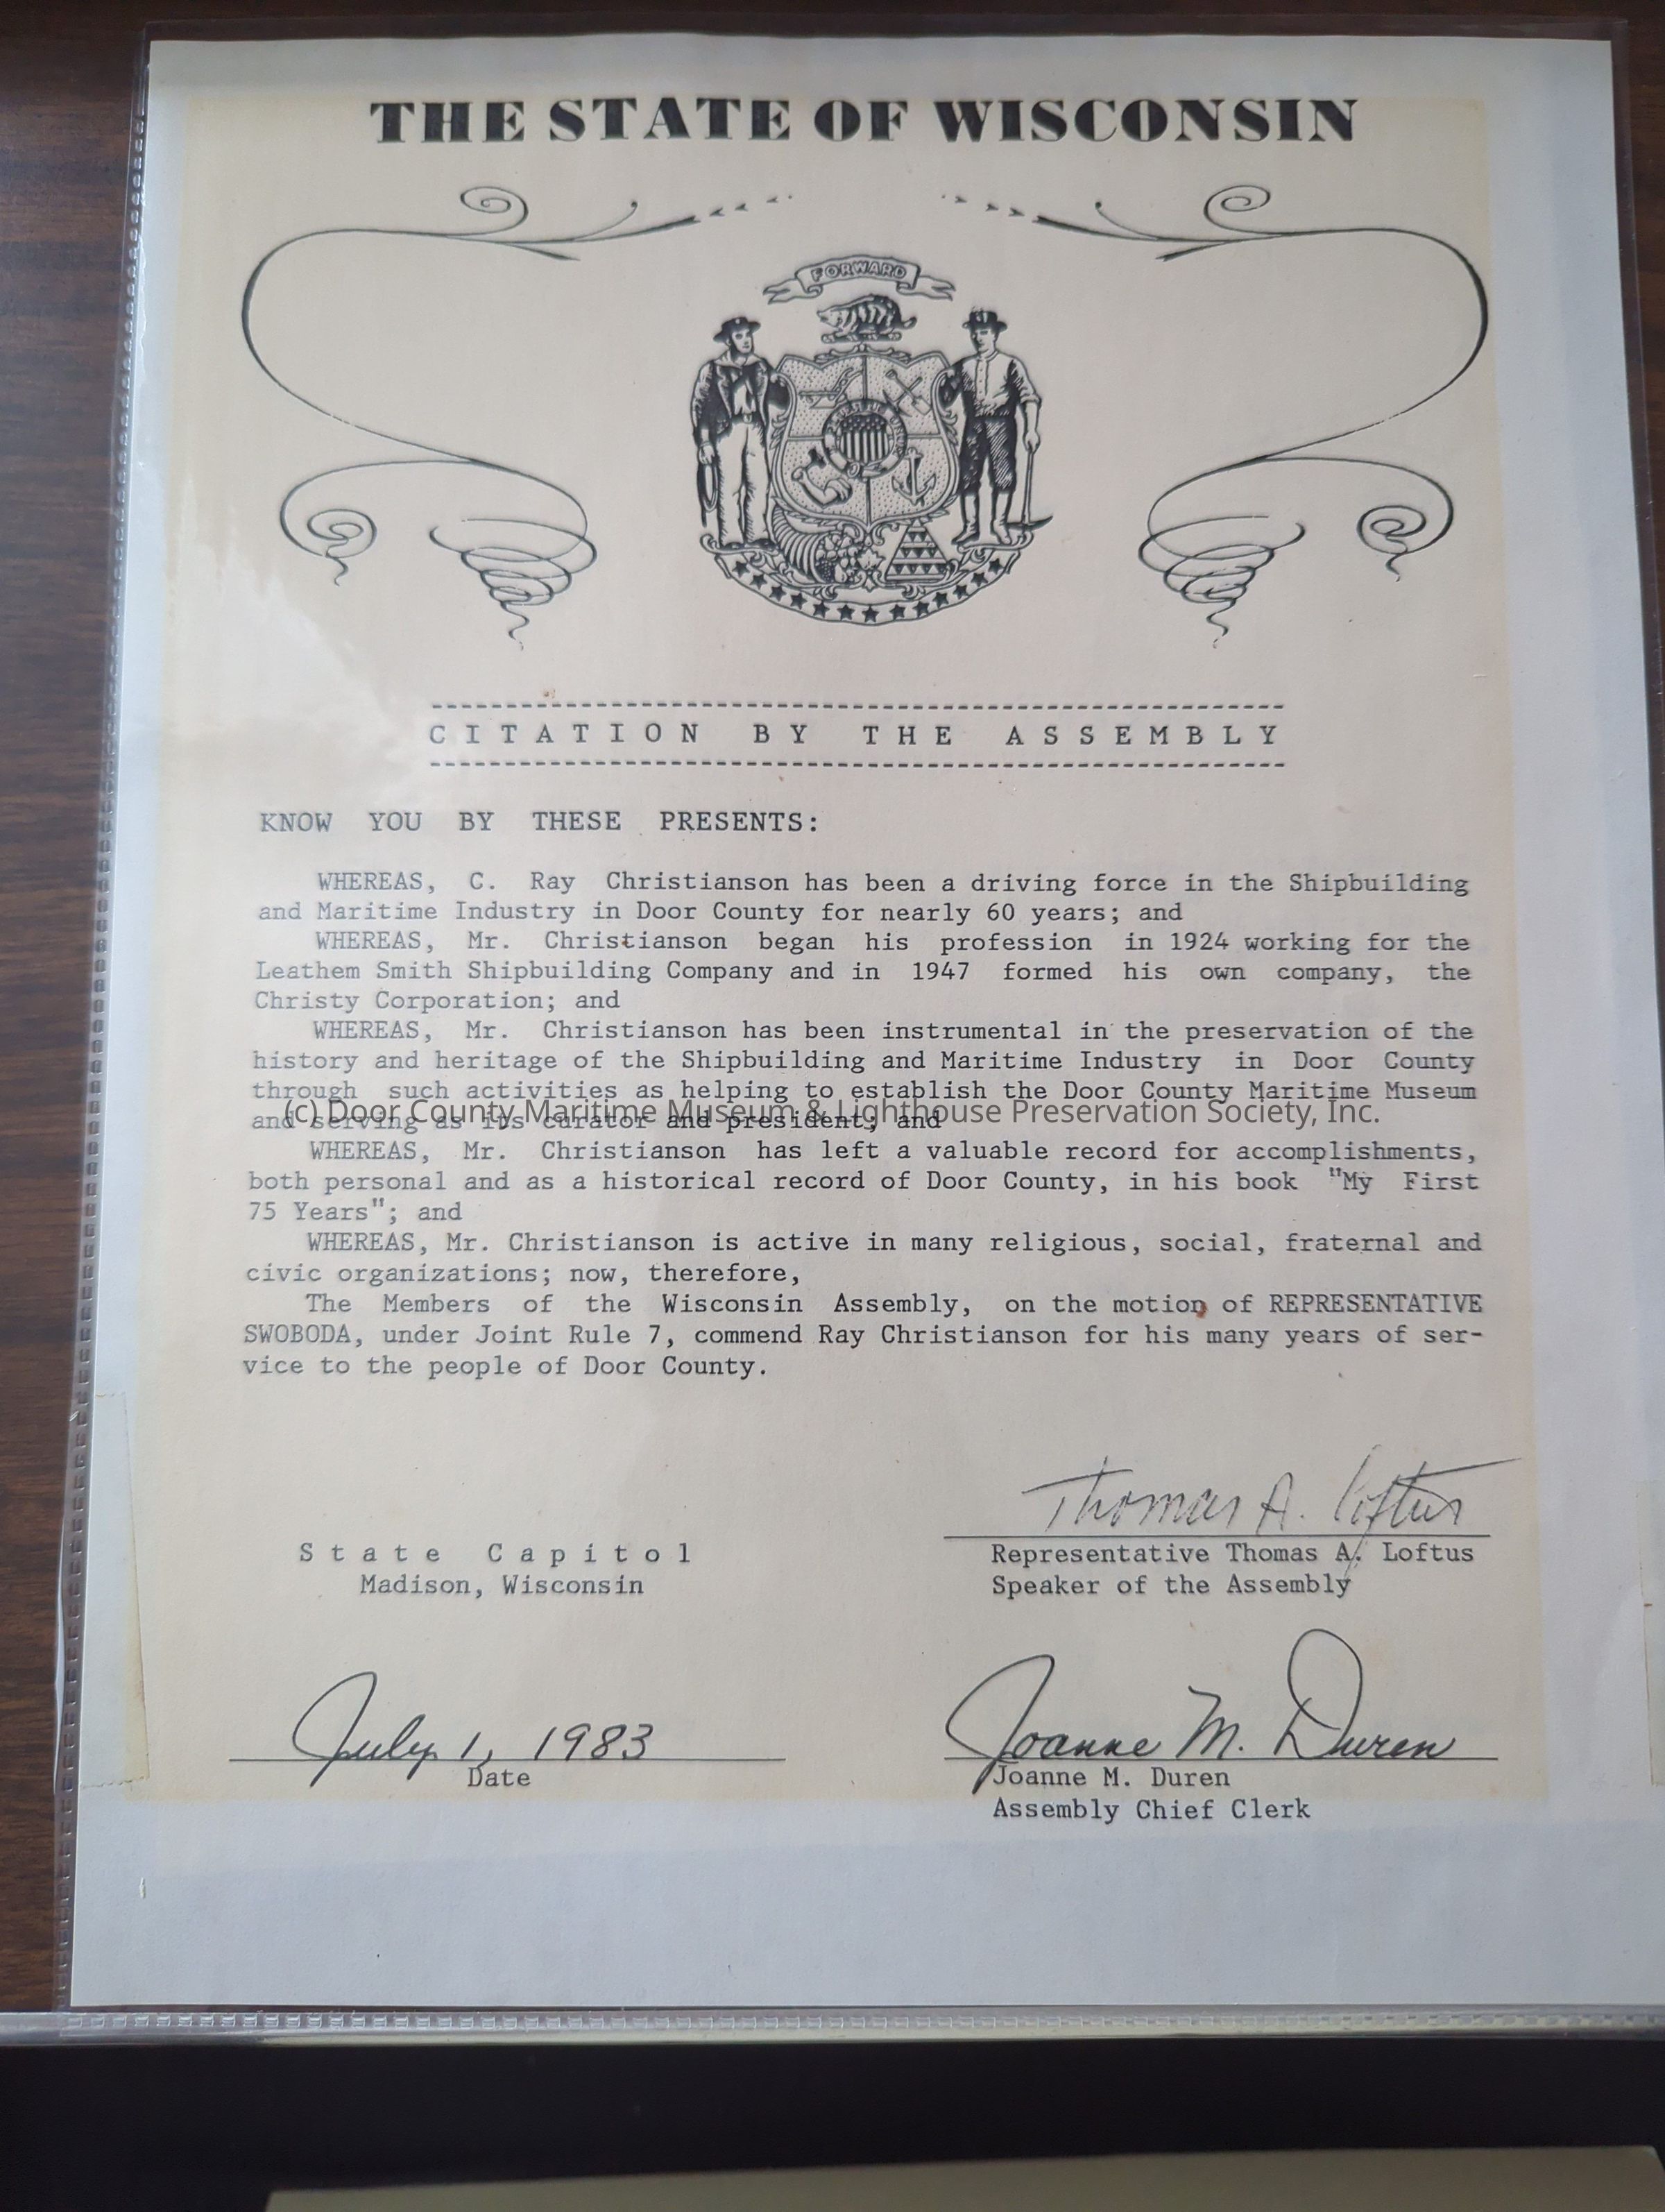 THE STATE OF WISCONSIN
FORWARD
CITATION BY THE ASSEMBLY
KNOW YOU BY THESE PRESENTS:
WHEREAS, C. Ray Christianson has been a driving force in the Shipbuilding
and Maritime Industry in Door County for nearly 60 years; and
WHEREAS, Mr. Christianson began his profession in 1924 working for the
Leathem Smith Shipbuilding Company and in 1947 formed his own company, the
Christy Corporation; and
WHEREAS, Mr. Christianson has been instrumental in the preservation of the
history and heritage of the Shipbuilding and Maritime Industry in Door County
through such activities as helping to establish the Door County Maritime Museum
(c) Door County Maritime Museum & Lighthouse Preservation Society, Inc.
and serving as its curator and president; and
WHEREAS, Mr. Christianson has left a valuable record for accomplishments,
both personal and as a historical record of Door County, in his book "My First
75 Years"; and
WHEREAS, Mr. Christianson is active in many religious, social, fraternal and
civic organizations; now, therefore,
The Members of the Wisconsin Assembly, on the motion of REPRESENTATIVE
SWOBODA, under Joint Rule 7, commend Ray Christianson for his many years of ser-
vice to the people of Door County.
Thomas A. Loftus
State Capitol
Madison, Wisconsin
Representative Thomas A. Loftus
Speaker of the Assembly
July 1, 1983
Date
Joanne M. Duren
Joanne M. Duren
Assembly Chief Clerk